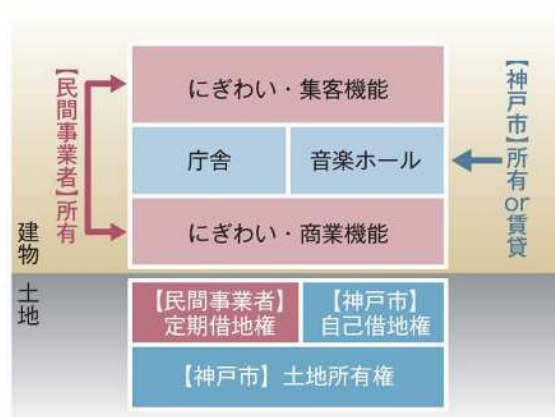 にぎわい・集客機能
庁舎
音楽ホール
にぎわい・商業機能
【民間事業者】所有
【神戸市】所有or賃貸
建物
土地
【民間事業者】
定期借地権
【神戸市】
自己借地権
【神戸市】土地所有権